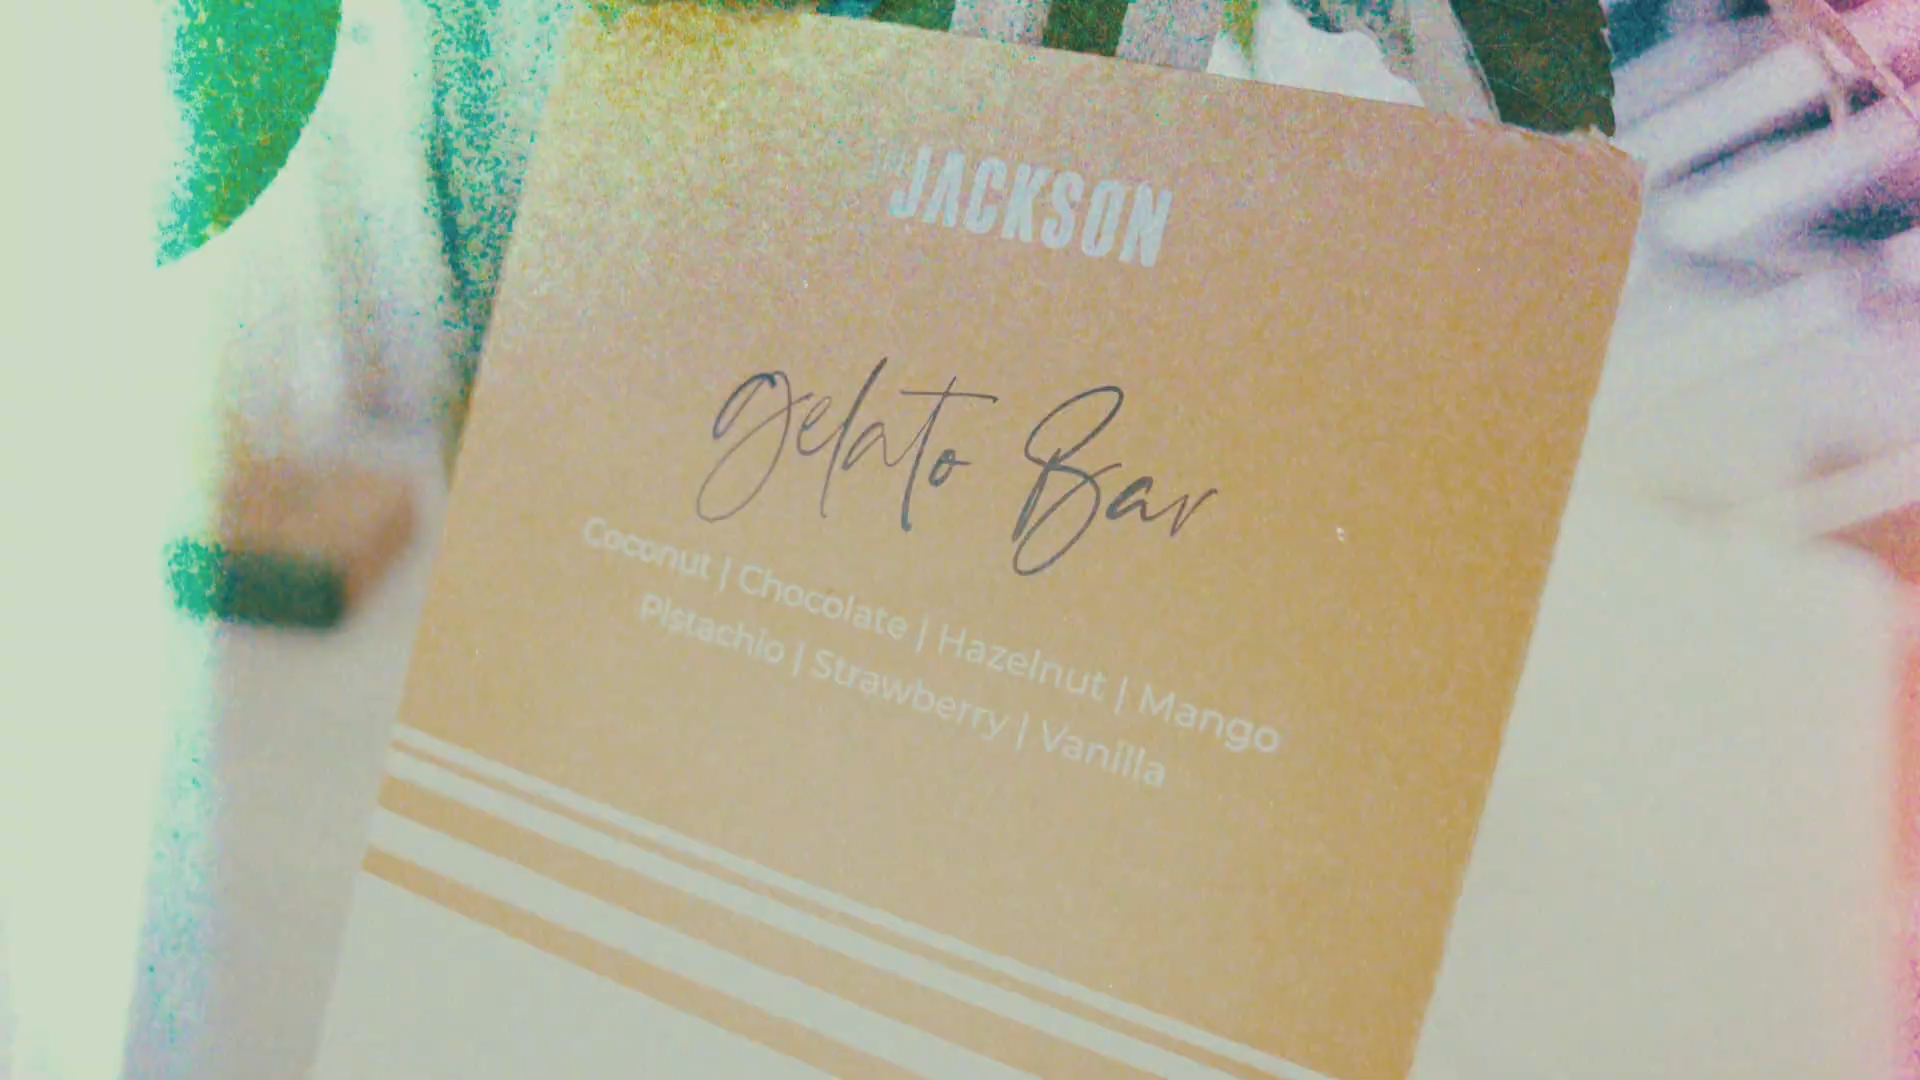 JACKSON
gelato Bar
Coconut | Chocolate | Hazelnut | Mango
Pistachio | Strawberry | Vanilla